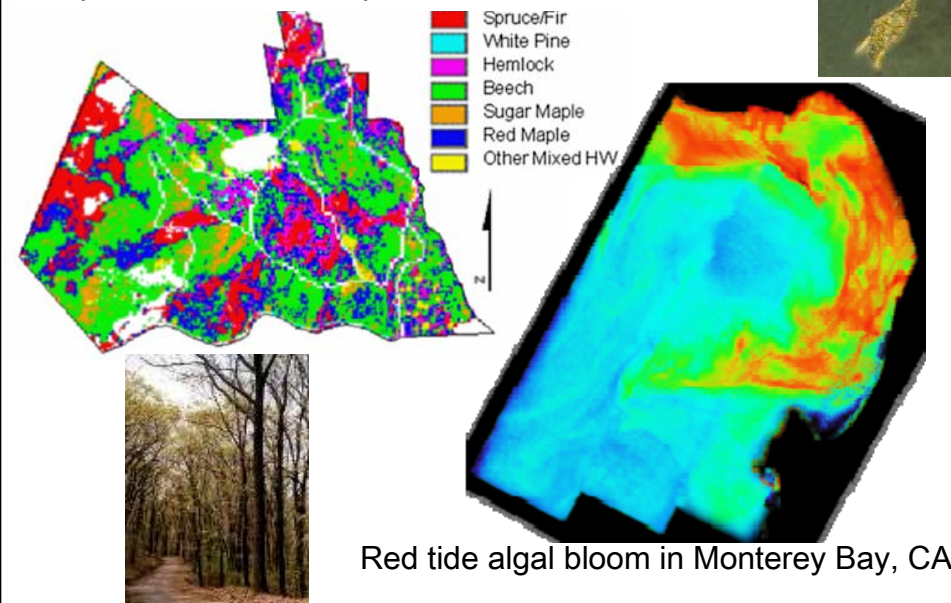 Spruce/Fir
White Pine
Hemlock
Beech
Sugar Maple
Red Maple
Other Mixed HW
N
Red tide algal bloom in Monterey Bay, CA